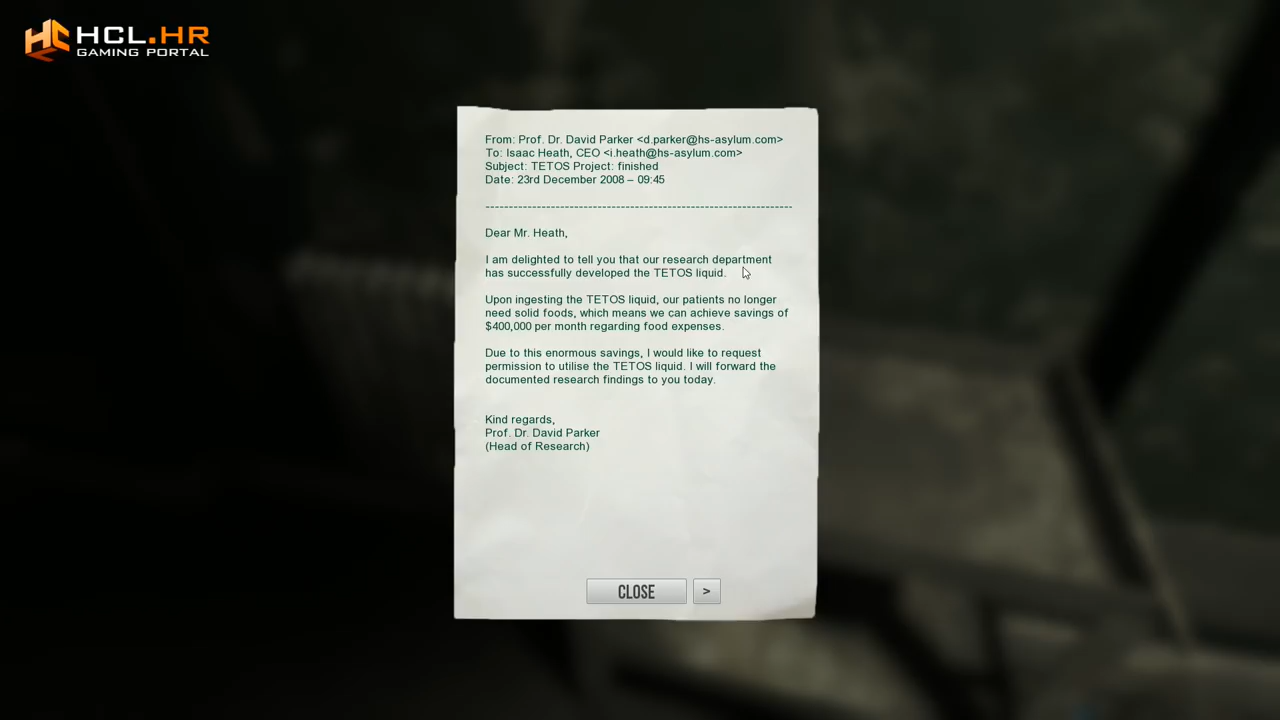 HCL.HR
GAMING PORTAL
From: Prof. Dr. David Parker <d.parker@hs-asylum.com>
To: Isaac Heath, CEO <i.heath@hs-asylum.com>
Subject: TETOS Project: finished
Date: 23rd December 2008 – 09:45
------------------------------------------------------------------
Dear Mr. Heath,
I am delighted to tell you that our research department
has successfully developed the TETOS liquid.
Upon ingesting the TETOS liquid, our patients no longer
need solid foods, which means we can achieve savings of
$400,000 per month regarding food expenses.
Due to this enormous savings, I would like to request
permission to utilise the TETOS liquid. I will forward the
documented research findings to you today.
Kind regards,
Prof. Dr. David Parker
(Head of Research)
CLOSE >